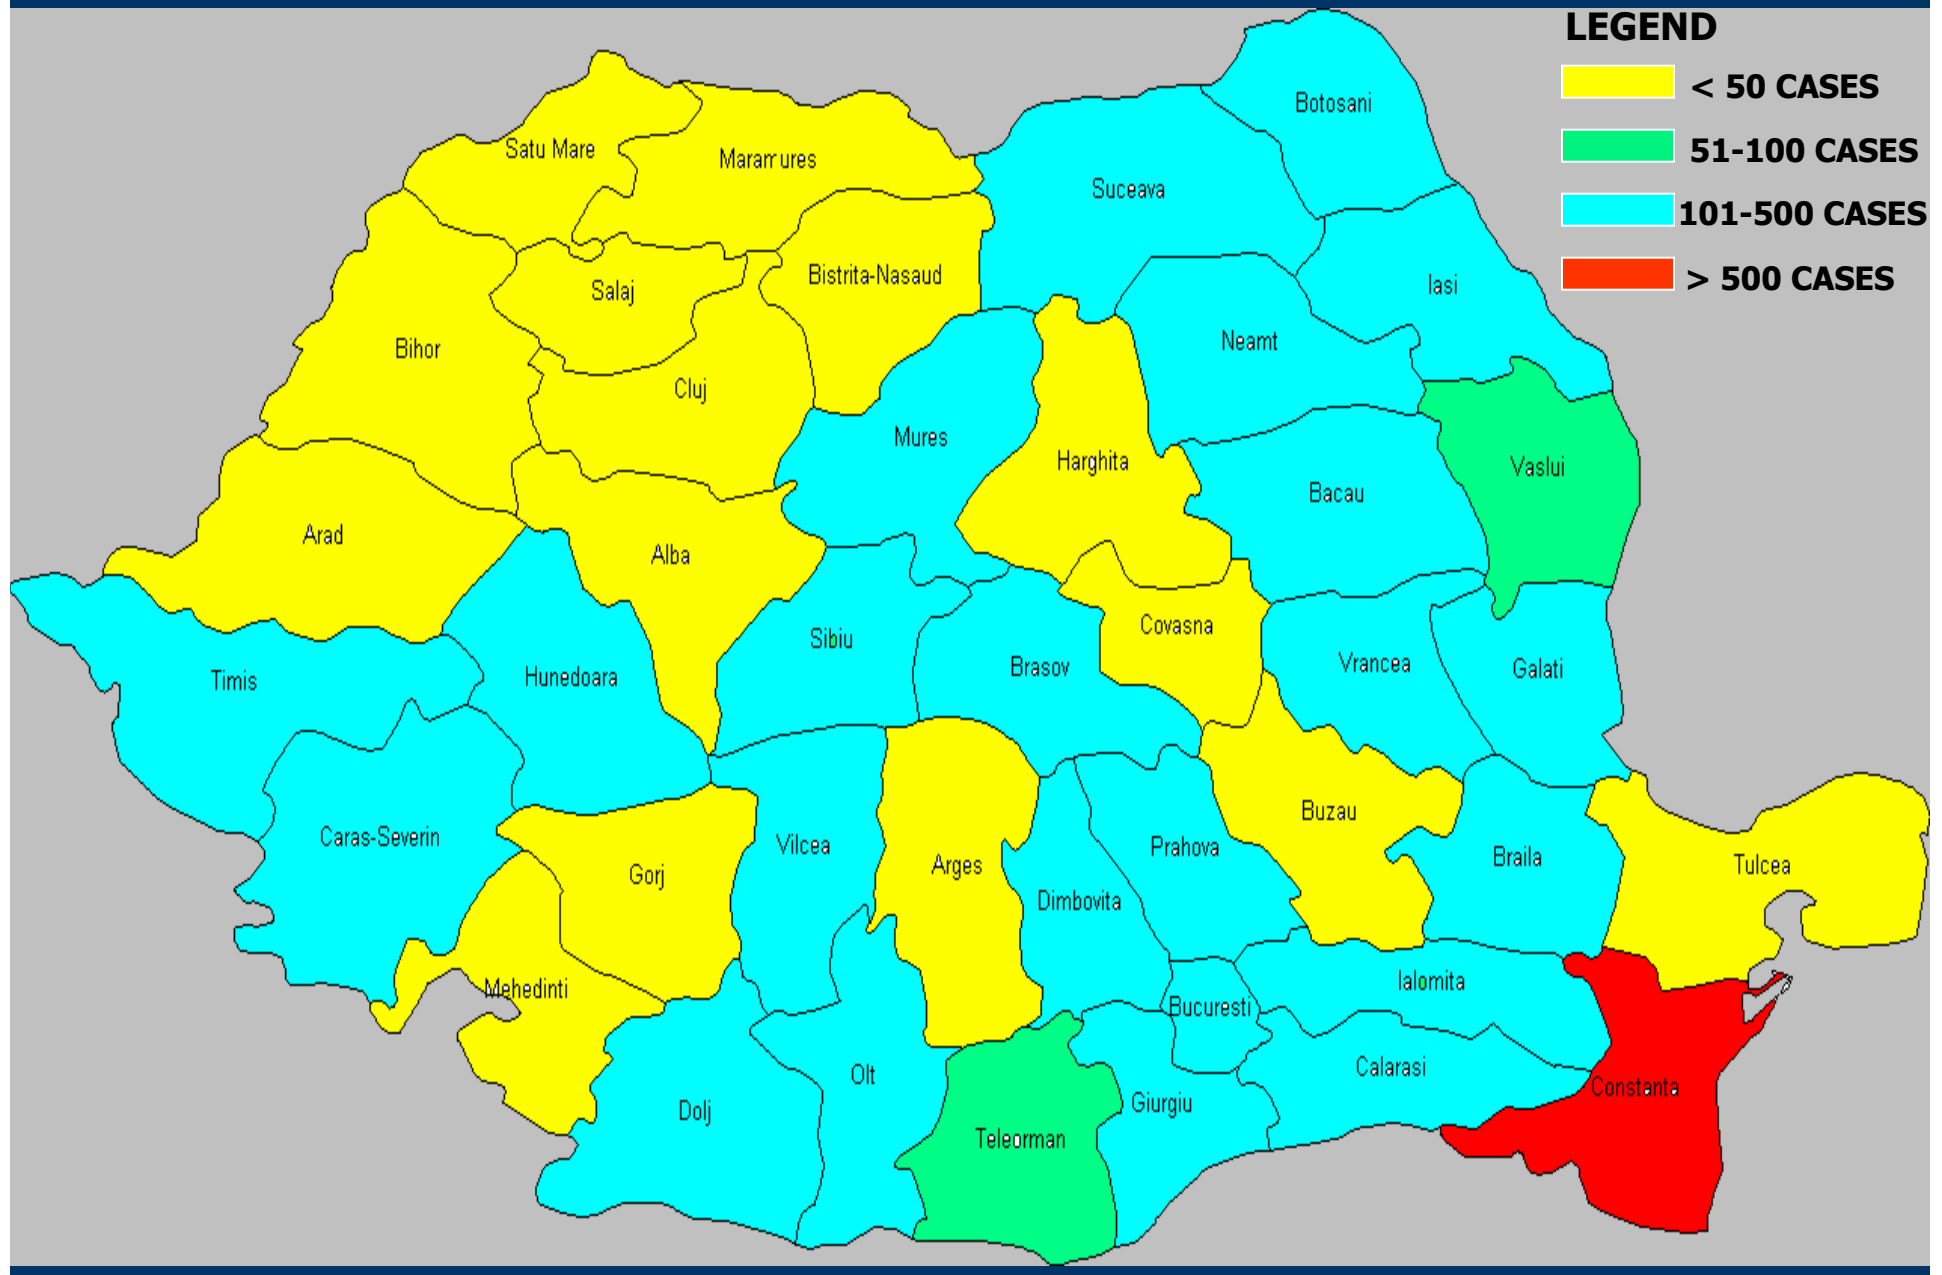 LEGEND
< 50 CASES
51-100 CASES
101-500 CASES
> 500 CASES
Botosani
Satu Mare
Maramures
Suceava
Bistrita-Nasaud
Salaj
Iasi
Neamt
Bihor
Cluj
Mures
Harghita
Vaslui
Bacau
Arad
Alba
Covasna
Sibiu
Vrancea
Brasov
Galati
Hunedoara
Timis
Buzau
Caras-Severin
Vilcea
Prahova
Braila
Arges
Tulcea
Gorj
Dimbovita
Ialomita
Mehedinti
Bucuresti
Calarasi
Olt
Constanta
Giurgiu
Dolj
Teleorman